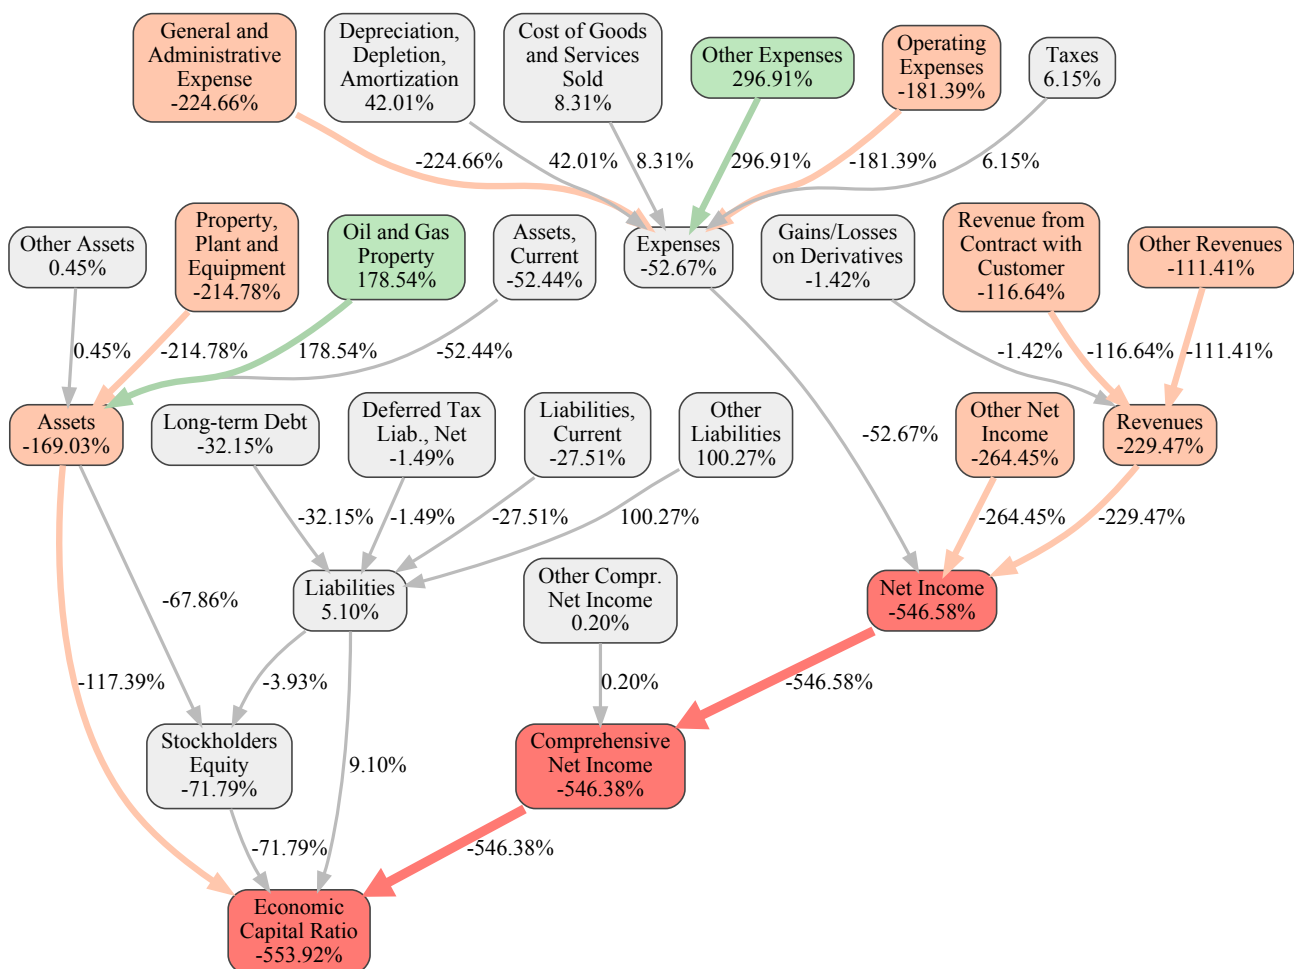 General and
Administrative
Expense
-224.66%
Depreciation,
Depletion,
Amortization
42.01%
Cost of Goods
and Services
Sold
8.31%
Other Expenses
296.91%
Operating
Expenses
-181.39%
Taxes
6.15%
-224.66%
42.01%
8.31%
296.91%
-181.39%
6.15%
Other Assets
0.45%
Property,
Plant and
Equipment
-214.78%
Oil and Gas
Property
178.54%
Assets,
Current
-52.44%
Expenses
-52.67%
Gains/Losses
on Derivatives
-1.42%
Revenue from
Contract with
Customer
-116.64%
Other Revenues
-111.41%
0.45%
-214.78%
178.54%
-52.44%
-1.42%
-116.64%
-111.41%
Assets
-169.03%
Long-term Debt
-32.15%
Deferred Tax
Liab., Net
-1.49%
Liabilities,
Current
-27.51%
Other
Liabilities
100.27%
-52.67%
Other Net
Income
-264.45%
Revenues
-229.47%
-32.15%
-1.49%
-27.51%
100.27%
-264.45%
-229.47%
-67.86%
Liabilities
5.10%
Other Compr.
Net Income
0.20%
Net Income
-546.58%
-117.39%
-3.93%
0.20%
-546.58%
Stockholders
Equity
-71.79%
9.10%
Comprehensive
Net Income
-546.38%
-71.79%
-546.38%
Economic
Capital Ratio
-553.92%